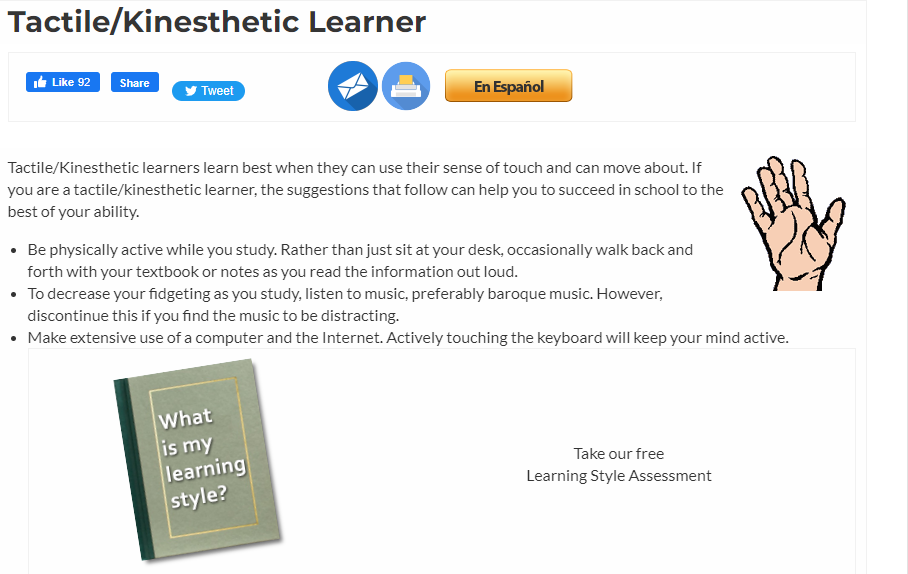 Tactile/Kinesthetic Learner
Like 92
Share
Tweet
En Español
Tactile/Kinesthetic learners learn best when they can use their sense of touch and can move about. If
you are a tactile/kinesthetic learner, the suggestions that follow can help you to succeed in school to the
best of your ability.
• Be physically active while you study. Rather than just sit at your desk, occasionally walk back and
forth with your textbook or notes as you read the information out loud.
• To decrease your fidgeting as you study, listen to music, preferably baroque music. However,
discontinue this if you find the music to be distracting.
• Make extensive use of a computer and the Internet. Actively touching the keyboard will keep your mind active.
What
is my
learning
style?
Take our free
Learning Style Assessment